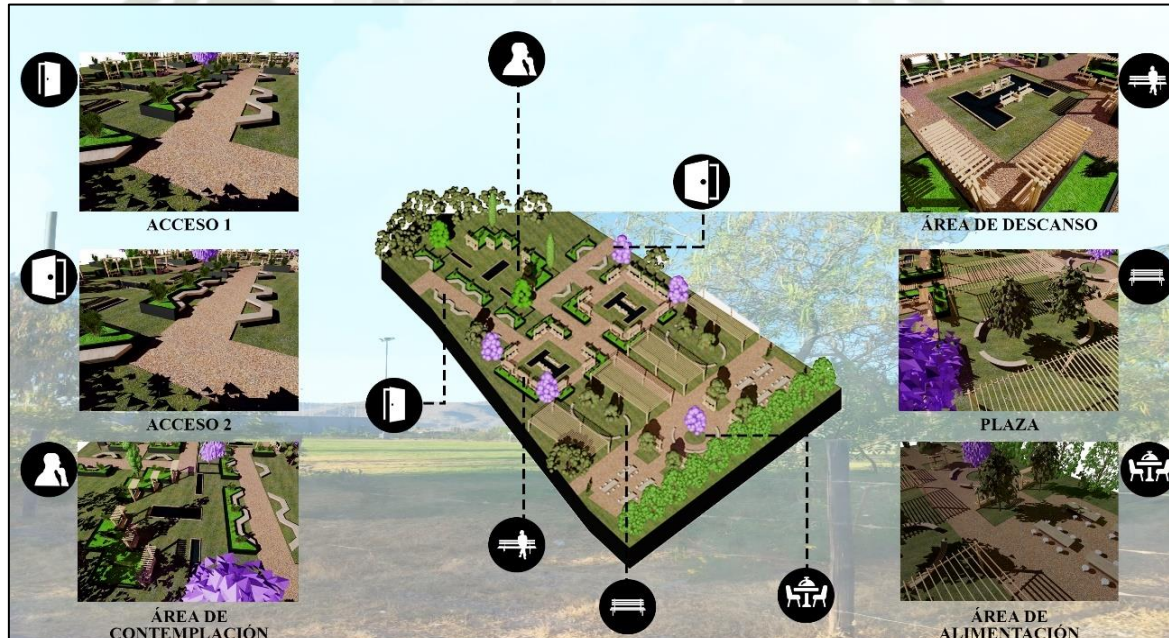 ACCESO 1
ACCESO 2
ÁREA DE
CONTEMPLACIÓN
ÁREA DE DESCANSO
PLAZA
ÁREA DE
ALIMENTACIÓN